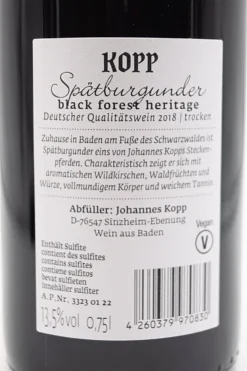 KOPP
Spätburgunder
black forest heritage
Deutscher Qualitätswein 2018 | trocken
Zuhause in Baden am Fuße des Schwarzwaldes ist
Spätburgunder eins von Johannes Kopps Stecken-
pferden. Charakteristisch zeigt er sich mit
aromatischen Wildkirschen, Waldfrüchten und
Würze, vollmundigem Körper und weichem Tannin.
Abfüller: Johannes Kopp
D-76547 Sinzheim-Ebenung
Wein aus Baden
Vegan
V
Enthält Sulfite
contient des sulfites
contains sulfites
contiene sulfitos
bevat sulfieten
innehåller sulfiter
A.P.Nr. 3323 01 22
13,5%vol 0,75l
4 260379 970830